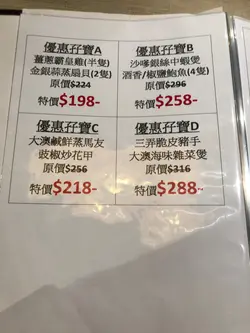 優惠孖寶A
薑蔥霸皇雞(半隻)
金銀蒜蒸扇貝(2隻)
原價$224
特價$198-
優惠孖寶B
沙嗲銀絲中蝦煲
酒香/椒鹽鮑魚(4隻)
原價$296
特價$258-
優惠孖寶C
大澳鹹鮮蒸馬友
豉椒炒花甲
原價$256
特價$218-
優惠孖寶D
三弄脆皮豬手
大澳海味雜菜煲
原價$316
特價$288~